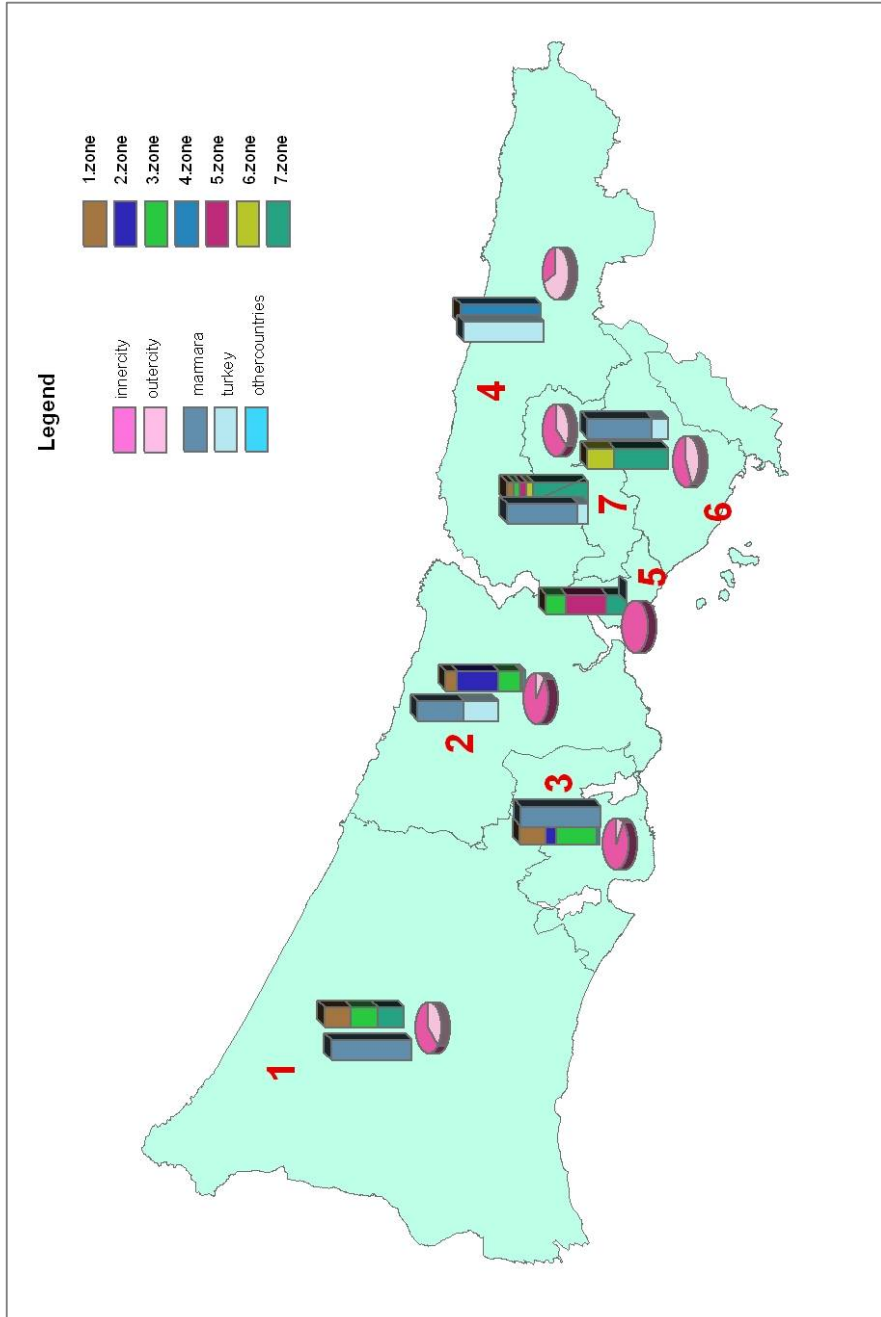 Legend
innercity
outercity
marmara
turkey
othercountries
1.zone
2.zone
3.zone
4.zone
5.zone
6.zone
7.zone
1
2
3
4
5
6
7